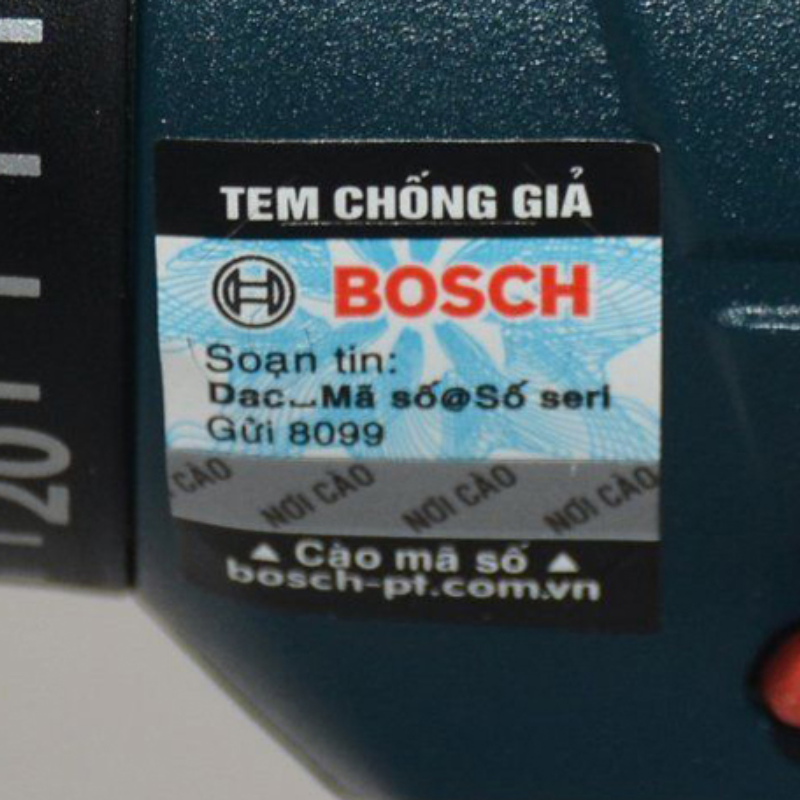 TEM CHỐNG GIẢ
BOSCH
Soạn tin:
Dac_Mã số@Số seri
Gửi 8099
NƠI CÀO NƠI CÀO NƠI CÀO NƠI CÀO
▲ Cào mã số ▲
bosch-pt.com.vn
120